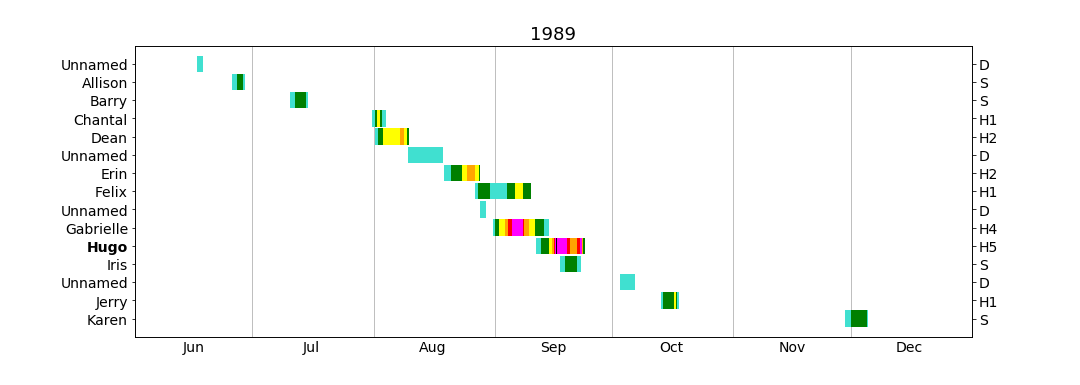 1989
Unnamed D
Allison S
Barry S
Chantal H1
Dean H2
Unnamed D
Erin H2
Felix H1
Unnamed D
Gabrielle H4
Hugo H5
Iris S
Unnamed D
Jerry H1
Karen S
Jun Jul Aug Sep Oct Nov Dec